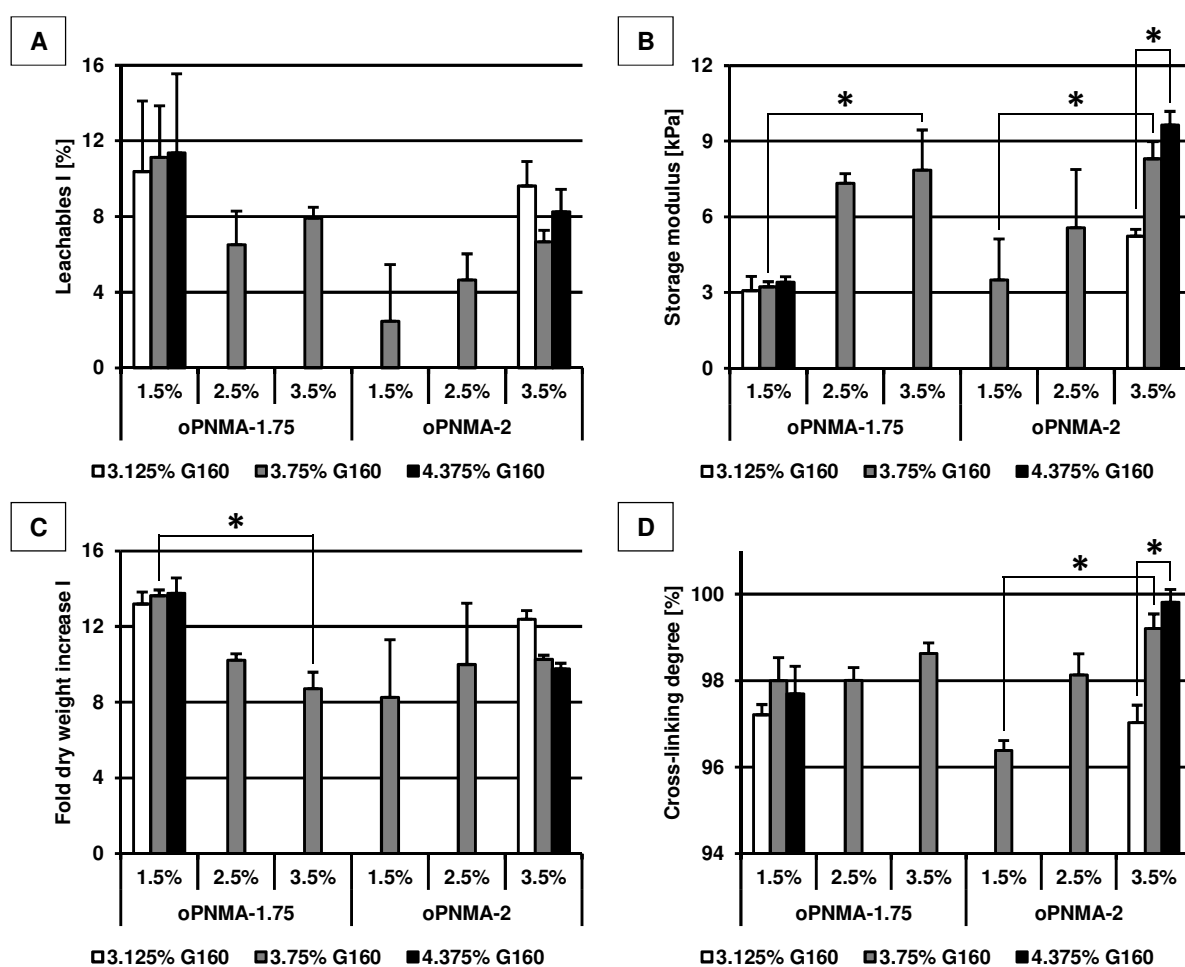 A
Leachables I [%]
16
12
8
4
0
1.5% 2.5% 3.5% 1.5% 2.5% 3.5%
oPNMA-1.75 oPNMA-2
3.125% G160 3.75% G160 4.375% G160
B
Storage modulus [kPa]
12
9
6
3
0
*
*
*
1.5% 2.5% 3.5% 1.5% 2.5% 3.5%
oPNMA-1.75 oPNMA-2
3.125% G160 3.75% G160 4.375% G160
C
Fold dry weight increase I
16
12
8
4
0
*
1.5% 2.5% 3.5% 1.5% 2.5% 3.5%
oPNMA-1.75 oPNMA-2
3.125% G160 3.75% G160 4.375% G160
D
Cross-linking degree [%]
100
98
96
94
*
*
1.5% 2.5% 3.5% 1.5% 2.5% 3.5%
oPNMA-1.75 oPNMA-2
3.125% G160 3.75% G160 4.375% G160